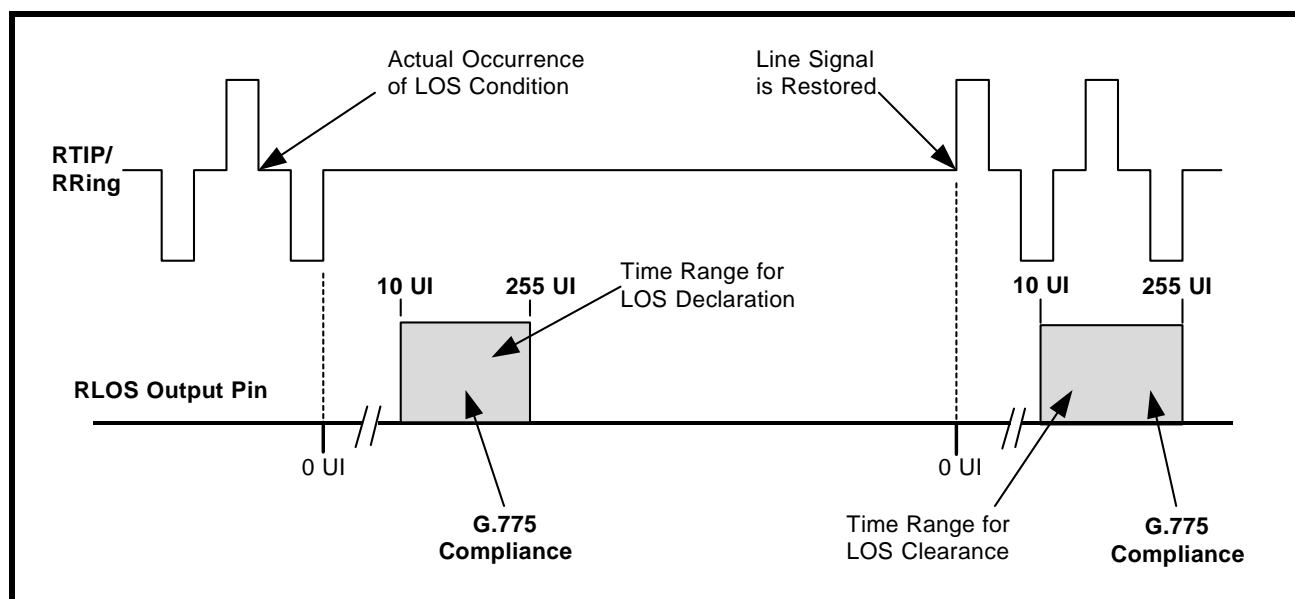 Actual Occurrence
of LOS Condition
Line Signal
is Restored
RTIP/
RRing
10 UI
255 UI
Time Range for
LOS Declaration
10 UI
255 UI
RLOS Output Pin
0 UI
0 UI
G.775
Compliance
Time Range for
LOS Clearance
G.775
Compliance